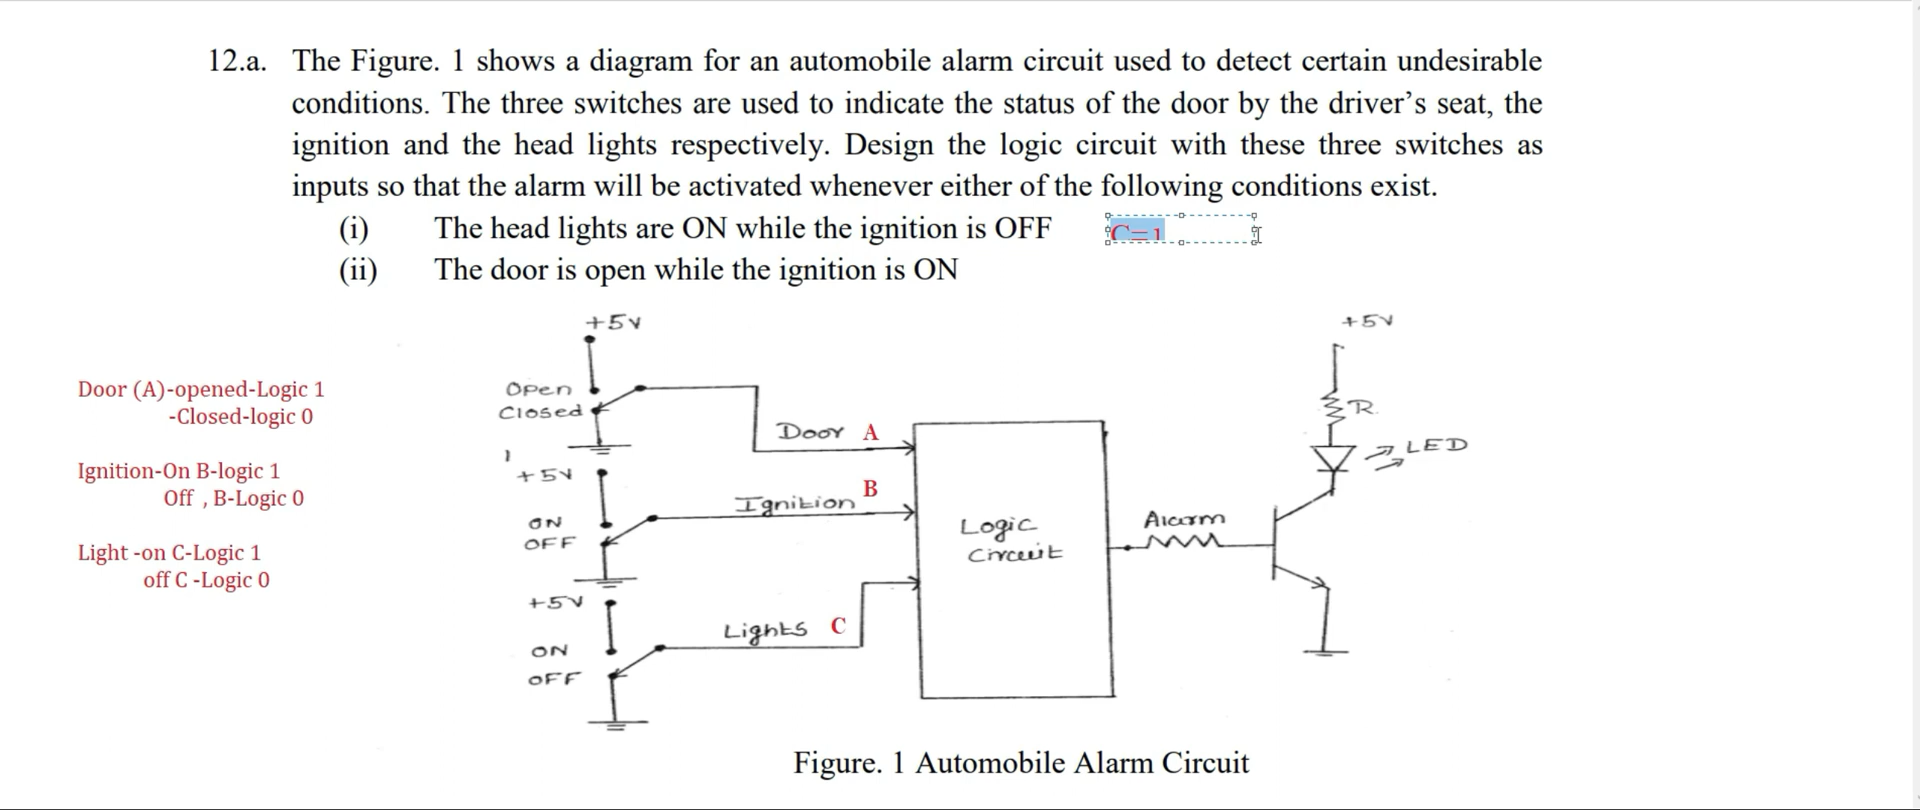 12.a. The Figure. 1 shows a diagram for an automobile alarm circuit used to detect certain undesirable
conditions. The three switches are used to indicate the status of the door by the driver's seat, the
ignition and the head lights respectively. Design the logic circuit with these three switches as
inputs so that the alarm will be activated whenever either of the following conditions exist.
(i) The head lights are ON while the ignition is OFF C=1
(ii) The door is open while the ignition is ON
+5V
+5V
Door (A)-opened-Logic 1
-Closed-logic 0
Open
Closed
R
Door A
LED
Ignition-On B-logic 1
Off , B-Logic 0
+5V
B
Ignition
ON
OFF
Logic
Circuit
Alarm
Light -on C-Logic 1
off C -Logic 0
+5V
Lights C
ON
OFF
Figure. 1 Automobile Alarm Circuit